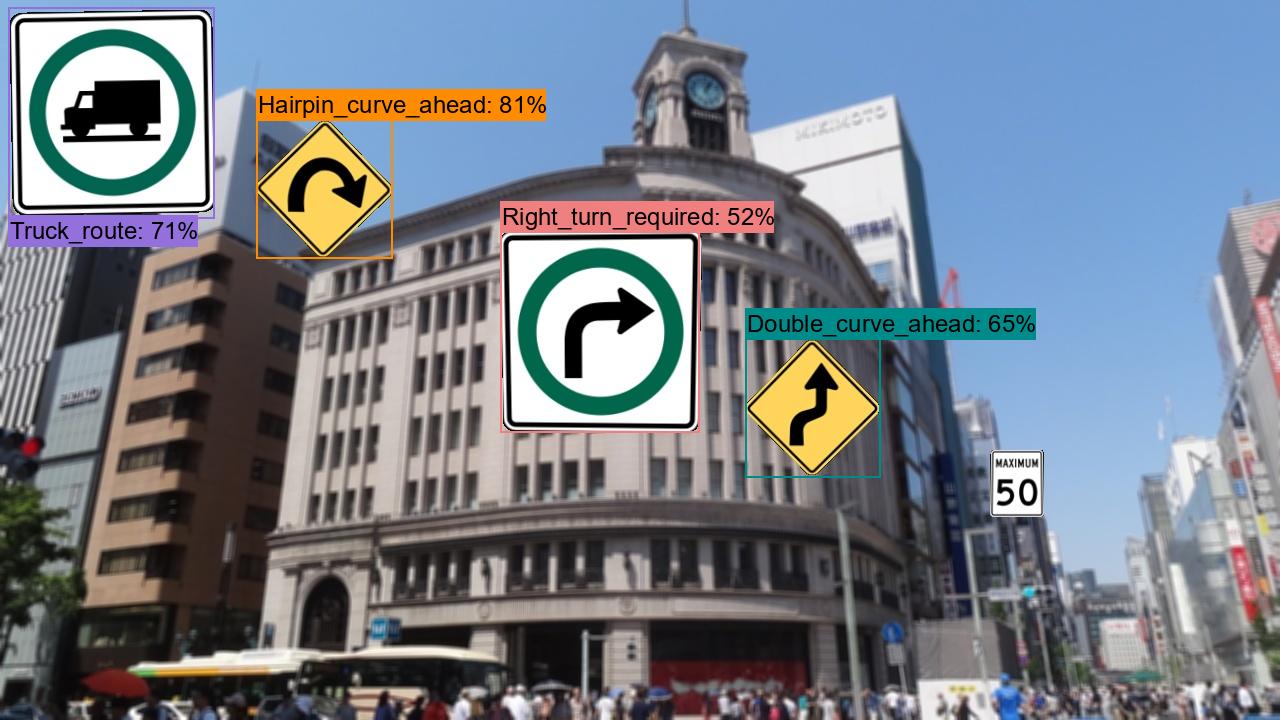 Hairpin_curve_ahead: 81%
MIKIMOTO
Right_turn_required: 52%
Truck_route: 71%
Double_curve_ahead: 65%
MAXIMUM
50